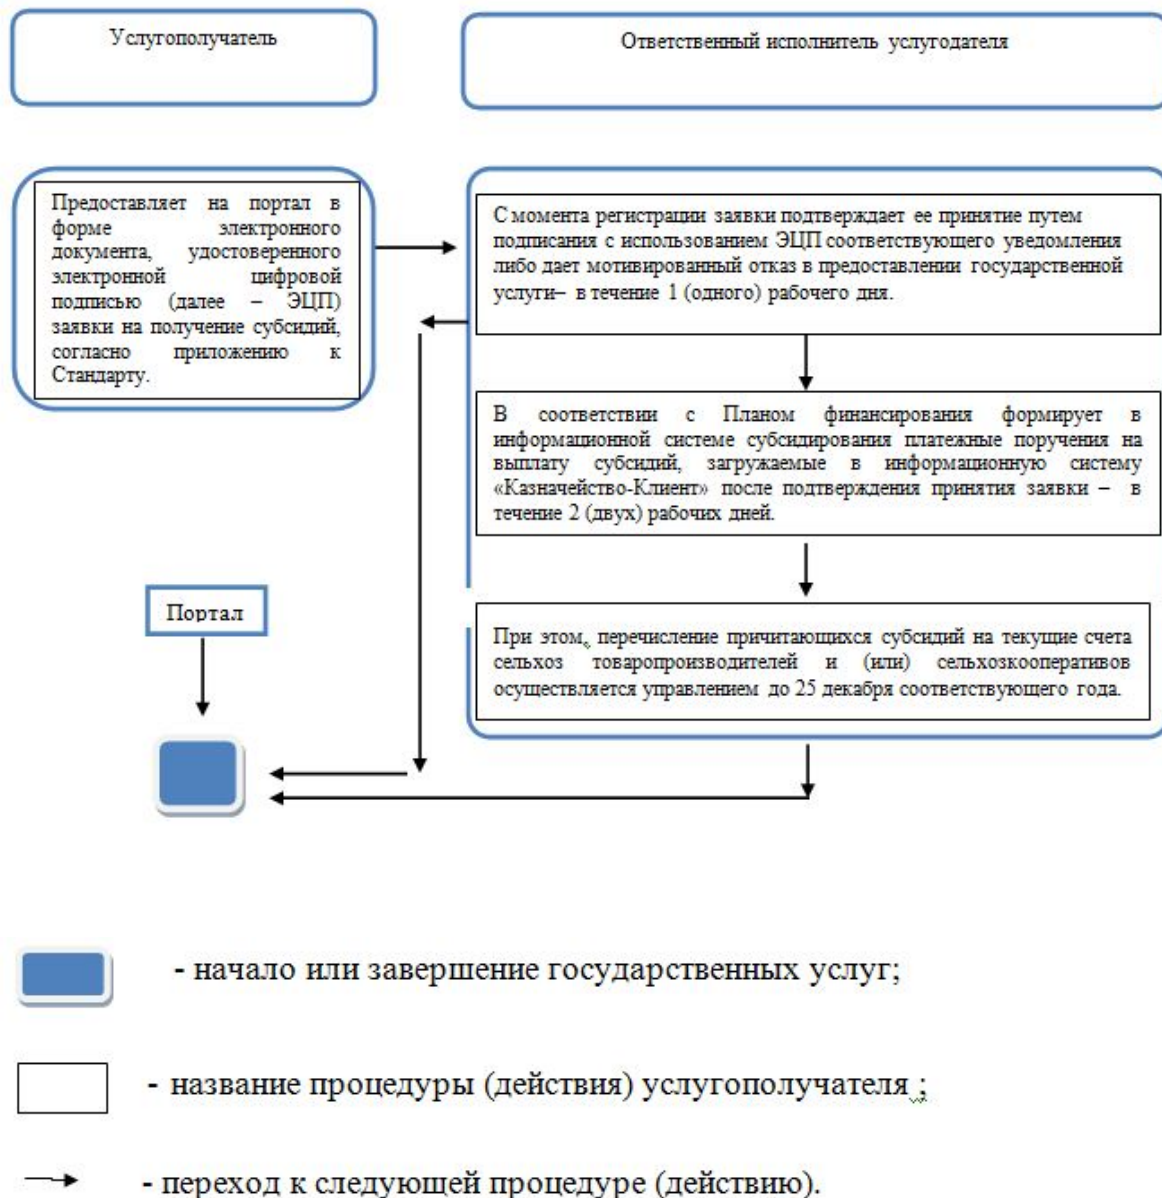 Услугополучатель
Ответственный исполнитель услугодателя
Предоставляет на портал в
форме электронного
документа, удостоверенного
электронной цифровой
подписью (далее – ЭЦП)
заявки на получение субсидий,
согласно приложению к
Стандарту.
С момента регистрации заявки подтверждает ее принятие путем
подписания с использованием ЭЦП соответствующего уведомления
либо дает мотивированный отказ в предоставлении государственной
услуги– в течение 1 (одного) рабочего дня.
В соответствии с Планом финансирования формирует в
информационной системе субсидирования платежные поручения на
выплату субсидий, загружаемые в информационную систему
«Казначейство-Клиент» после подтверждения принятия заявки – в
течение 2 (двух) рабочих дней.
Портал
При этом, перечисление причитающихся субсидий на текущие счета
сельхоз товаропроизводителей и (или) сельхозкооперативов
осуществляется управлением до 25 декабря соответствующего года.
- начало или завершение государственных услуг;
- название процедуры (действия) услугополучателя ;
- переход к следующей процедуре (действию).